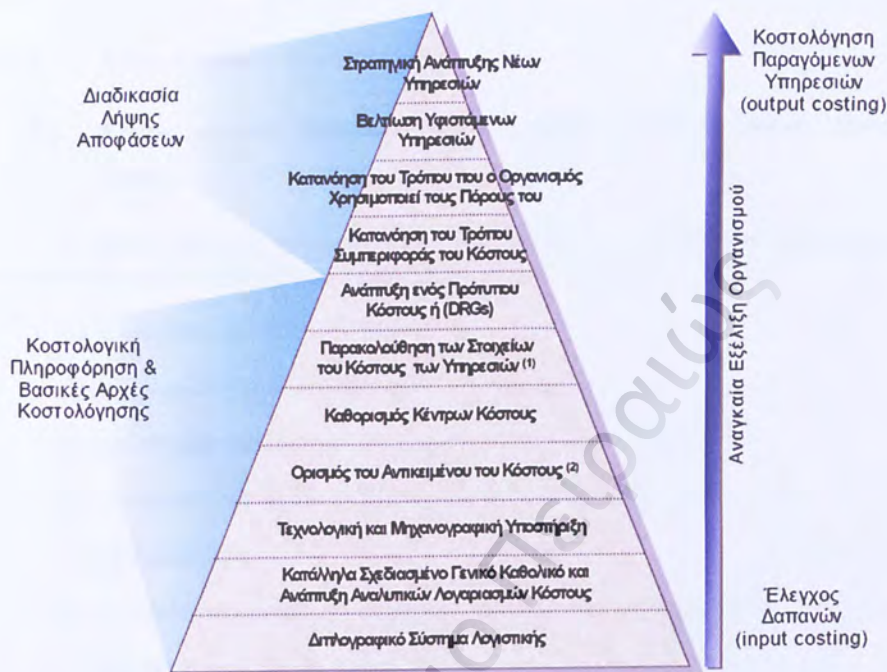 Στρατηγική Ανάπτυξης Νέων
Υπηρεσιών
Βελτίωση Υφιστάμενων
Υπηρεσιών
Κατανόηση του Τρόπου που ο Οργανισμός
Χρησιμοποιεί τους Πόρους του
Κατανόηση του Τρόπου
Συμπεριφοράς του Κόστους
Ανάπτυξη ενός Πρότυπου
Κόστους ή (DRGs)
Παρακολούθηση των Στοιχείων
του Κόστους των Υπηρεσιών (1)
Καθορισμός Κέντρων Κόστους
Ορισμός του Αντικειμένου του Κόστους (2)
Τεχνολογική και Μηχανογραφική Υποστήριξη
Κατάλληλα Σχεδιασμένο Γενικό Καθολικό και
Ανάπτυξη Αναλυτικών Λογαριασμών Κόστους
Διπλογραφικό Σύστημα Λογιστικής
Διαδικασία
Λήψης
Αποφάσεων
Κοστολογική
Πληροφόρηση &
Βασικές Αρχές
Κοστολόγησης
Κοστολόγηση
Παραγόμενων
Υπηρεσιών
(output costing)
Αναγκαία Εξέλιξη Οργανισμού
Έλεγχος
Δαπανών
(input costing)
Πειραιώς